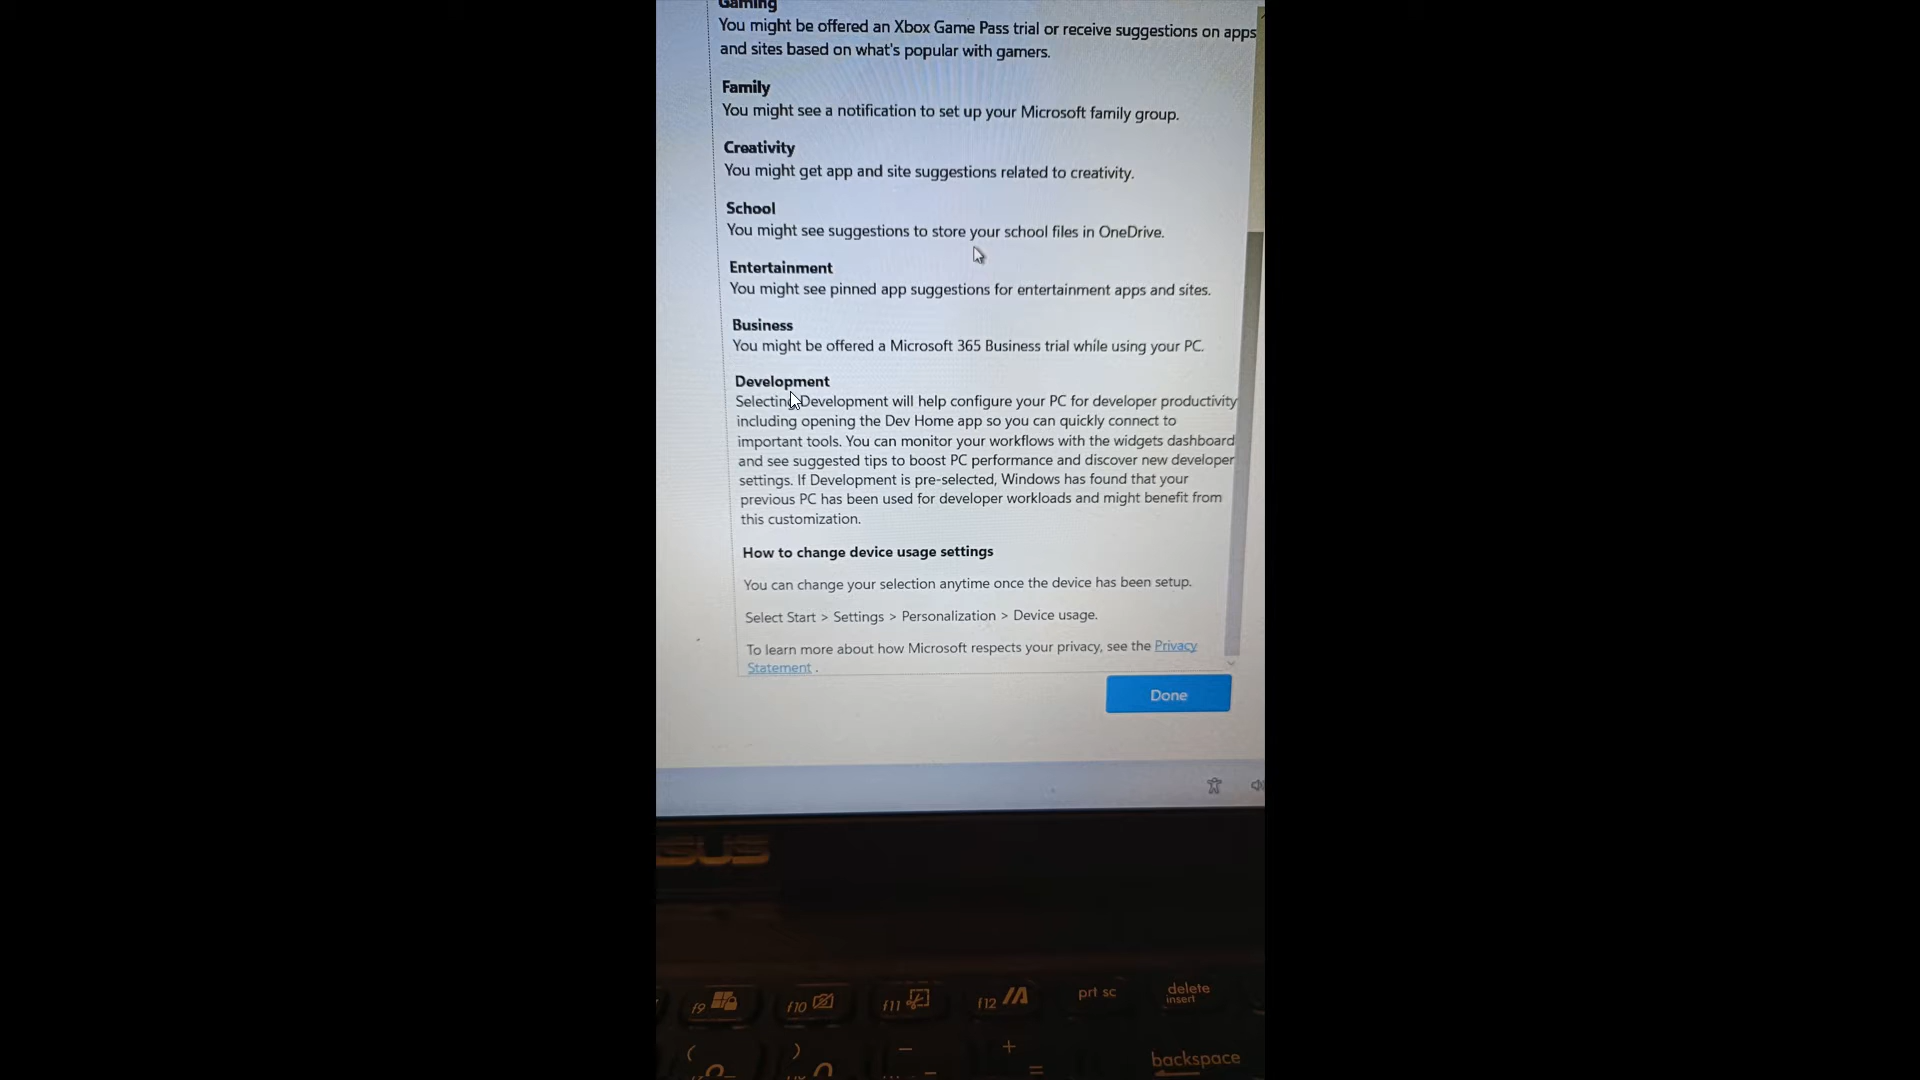 Gaming
You might be offered an Xbox Game Pass trial or receive suggestions on apps
and sites based on what's popular with gamers.
Family
You might see a notification to set up your Microsoft family group.
Creativity
You might get app and site suggestions related to creativity.
School
You might see suggestions to store your school files in OneDrive.
Entertainment
You might see pinned app suggestions for entertainment apps and sites.
Business
You might be offered a Microsoft 365 Business trial while using your PC.
Development
Selecting Development will help configure your PC for developer productivity
including opening the Dev Home app so you can quickly connect to
important tools. You can monitor your workflows with the widgets dashboard
and see suggested tips to boost PC performance and discover new developer
settings. If Development is pre-selected, Windows has found that your
previous PC has been used for developer workloads and might benefit from
this customization.
How to change device usage settings
You can change your selection anytime once the device has been setup.
Select Start > Settings > Personalization > Device usage.
To learn more about how Microsoft respects your privacy, see the Privacy
Statement .
Done
f9 f10 f11 f12 prt sc delete
insert
( ) _ +
- = backspace